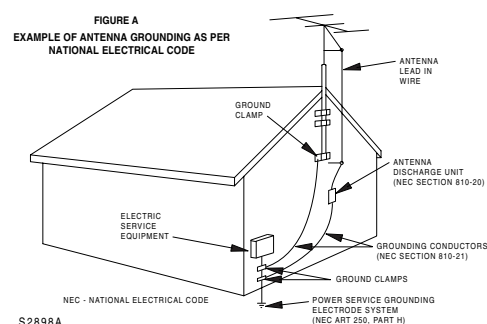 FIGURE A
EXAMPLE OF ANTENNA GROUNDING AS PER
NATIONAL ELECTRICAL CODE
ANTENNA
LEAD IN
WIRE
GROUND
CLAMP
ANTENNA
DISCHARGE UNIT
(NEC SECTION 810-20)
ELECTRIC
SERVICE
EQUIPMENT
GROUNDING CONDUCTORS
(NEC SECTION 810-21)
GROUND CLAMPS
NEC - NATIONAL ELECTRICAL CODE
POWER SERVICE GROUNDING
ELECTRODE SYSTEM
(NEC ART 250, PART H)
S2898A